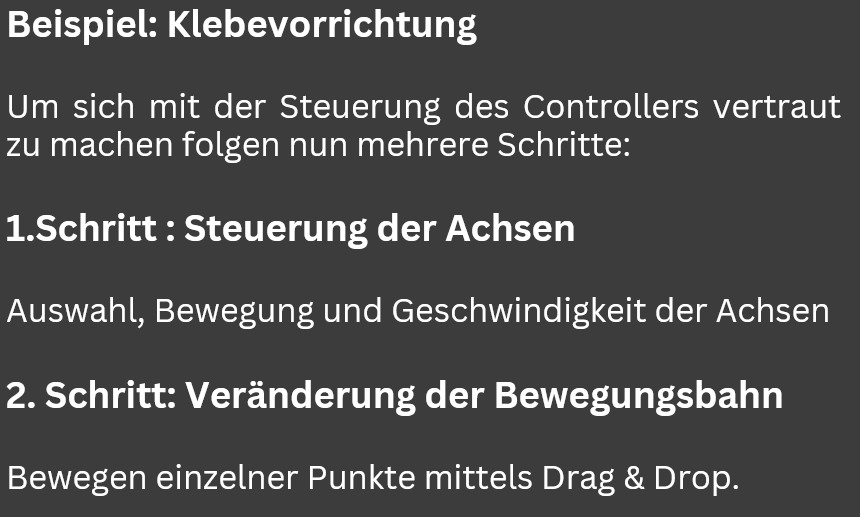 Beispiel: Klebevorrichtung
Um sich mit der Steuerung des Controllers vertraut
zu machen folgen nun mehrere Schritte:
1.Schritt : Steuerung der Achsen
Auswahl, Bewegung und Geschwindigkeit der Achsen
2. Schritt: Veränderung der Bewegungsbahn
Bewegen einzelner Punkte mittels Drag & Drop.